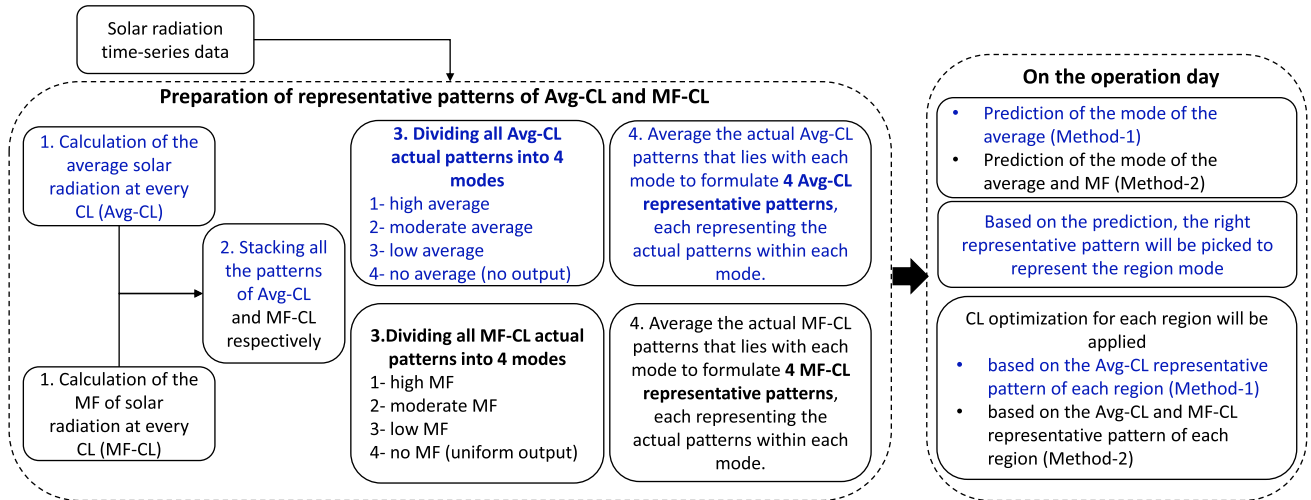 Solar radiation
time-series data
Preparation of representative patterns of Avg-CL and MF-CL
1. Calculation of the
average solar
radiation at every
CL (Avg-CL)
2. Stacking all
the patterns
of Avg-CL
and MF-CL
respectively
1. Calculation of the
MF of solar
radiation at every
CL (MF-CL)
3. Dividing all Avg-CL
actual patterns into 4
modes
1- high average
2- moderate average
3- low average
4- no average (no output)
3.Dividing all MF-CL actual
patterns into 4 modes
1- high MF
2- moderate MF
3- low MF
4- no MF (uniform output)
4. Average the actual Avg-CL
patterns that lies with each
mode to formulate 4 Avg-CL
representative patterns,
each representing the
actual patterns within each
mode.
4. Average the actual MF-CL
patterns that lies with each
mode to formulate 4 MF-CL
representative patterns,
each representing the
actual patterns within each
mode.
On the operation day
• Prediction of the mode of the
average (Method-1)
• Prediction of the mode of the
average and MF (Method-2)
Based on the prediction, the right
representative pattern will be picked to
represent the region mode
CL optimization for each region will be
applied
• based on the Avg-CL representative
pattern of each region (Method-1)
• based on the Avg-CL and MF-CL
representative pattern of each
region (Method-2)